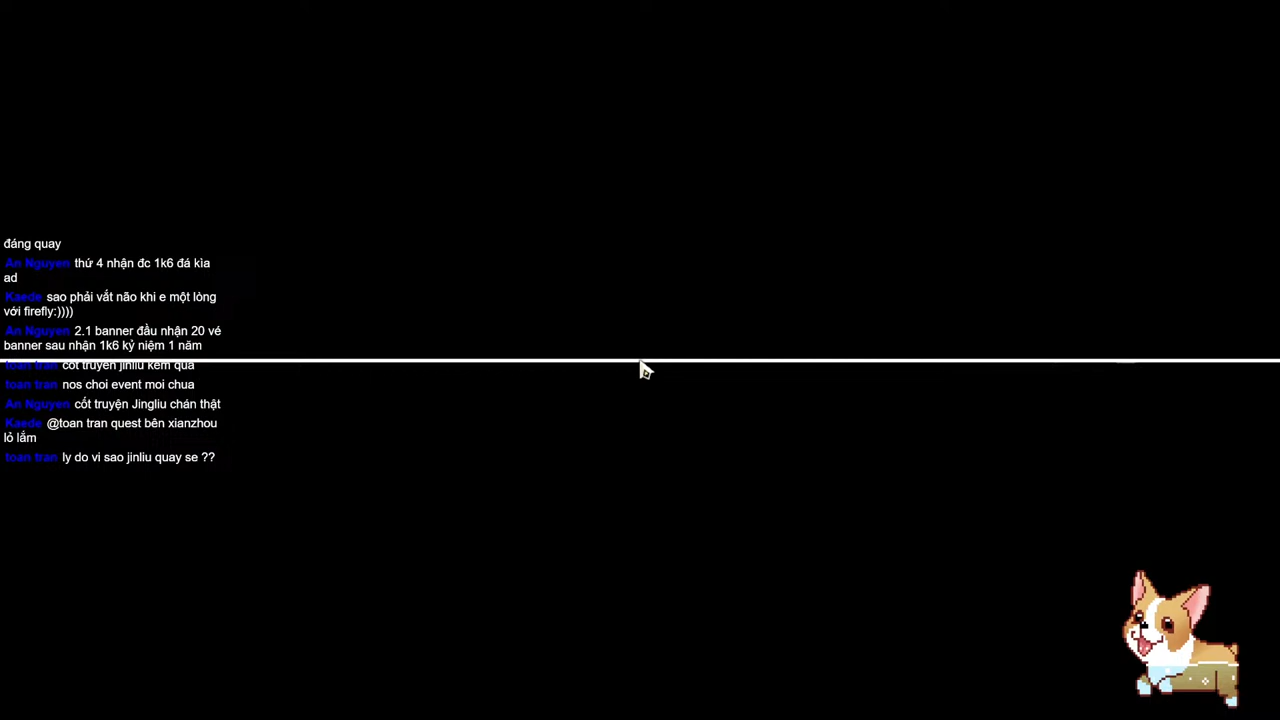 đáng quay
An Nguyen thứ 4 nhận đc 1k6 đá kìa
ad
Kaede sao phải vắt não khi e một lòng
với firefly:))))
An Nguyen 2.1 banner đầu nhận 20 vé
banner sau nhận 1k6 kỷ niệm 1 năm
toan tran cot truyen jinliu kem qua
toan tran nos choi event moi chua
An Nguyen cốt truyện Jingliu chán thật
Kaede @toan tran quest bên xianzhou
lỏ lắm
toan tran ly do vi sao jinliu quay se ??